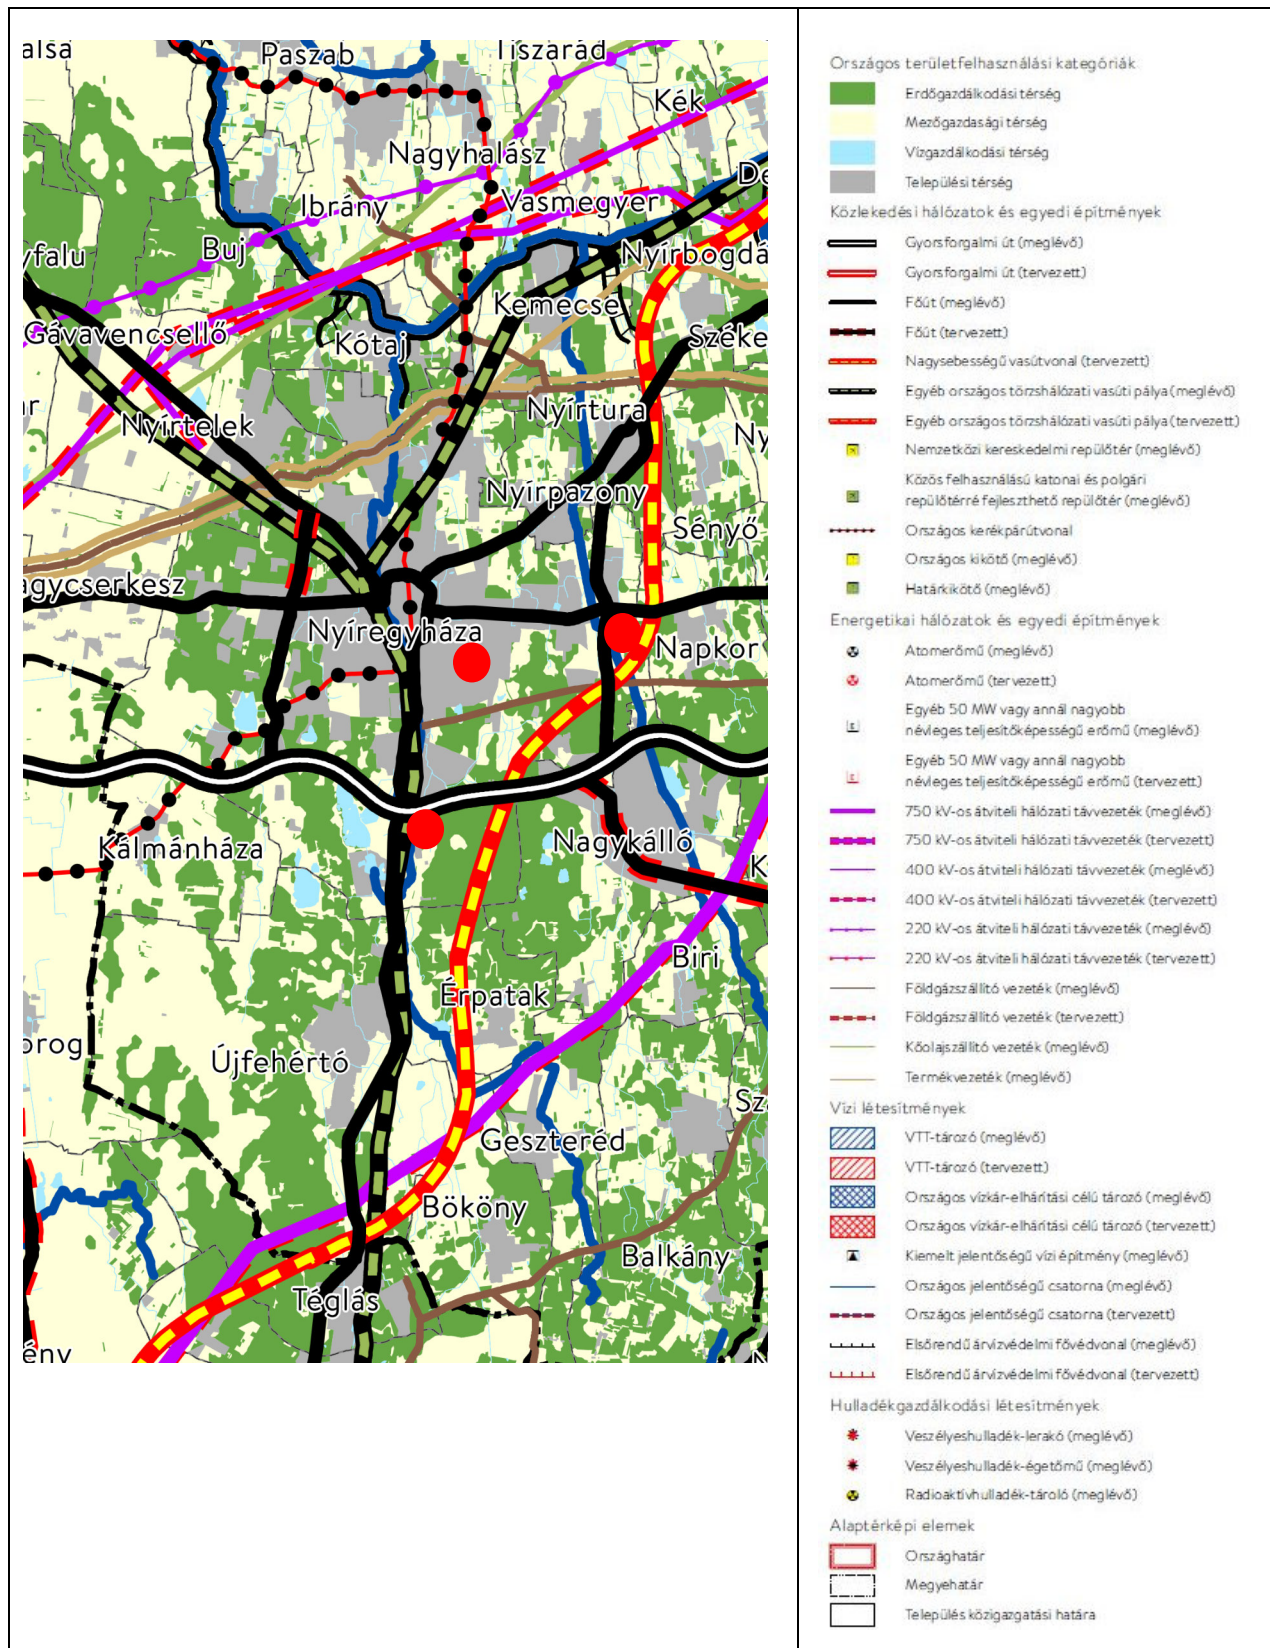 alsa
Paszab
Tiszarád
Kék
Nagyhalász
De
Ibrány
Vasmegyer
Buj
yfalu
Nyírbogdá
Kemecse
Gávavencsellő
Kótaj
Széke
ár
Nyírtura
Nyírtelek
Ny
Nyírpazony
Sényő
agycserkesz
Nyíregyháza
Napkor
Kálmánháza
Nagykálló
K
Biri
Érpatak
orog
Újfehértó
Sz
Geszteréd
Bököny
Balkány
Téglás
ény
Országos területfelhasználási kategóriák
Erdőgazdálkodási térség
Mezőgazdasági térség
Vízgazdálkodási térség
Települési térség
Közlekedési hálózatok és egyedi építmények
Gyorsforgalmi út (meglévő)
Gyorsforgalmi út (tervezett)
Főút (meglévő)
Főút (tervezett)
Nagysebességű vasútvonal (tervezett)
Egyéb országos törzshálózati vasúti pálya (meglévő)
Egyéb országos törzshálózati vasúti pálya (tervezett)
Nemzetközi kereskedelmi repülőtér (meglévő)
Közös felhasználású katonai és polgári
repülőtérré fejleszthető repülőtér (meglévő)
Országos kerékpárútvonal
Országos kikötő (meglévő)
Határkikötő (meglévő)
Energetikai hálózatok és egyedi építmények
Atomerőmű (meglévő)
Atomerőmű (tervezett)
Egyéb 50 MW vagy annál nagyobb
névleges teljesítőképességű erőmű (meglévő)
Egyéb 50 MW vagy annál nagyobb
névleges teljesítőképességű erőmű (tervezett)
750 kV-os átviteli hálózati távvezeték (meglévő)
750 kV-os átviteli hálózati távvezeték (tervezett)
400 kV-os átviteli hálózati távvezeték (meglévő)
400 kV-os átviteli hálózati távvezeték (tervezett)
220 kV-os átviteli hálózati távvezeték (meglévő)
220 kV-os átviteli hálózati távvezeték (tervezett)
Földgázszállító vezeték (meglévő)
Földgázszállító vezeték (tervezett)
Kőolajszállító vezeték (meglévő)
Termékvezeték (meglévő)
Vízi létesítmények
VTT-tározó (meglévő)
VTT-tározó (tervezett)
Országos vízkár-elhárítási célú tározó (meglévő)
Országos vízkár-elhárítási célú tározó (tervezett)
Kiemelt jelentőségű vízi építmény (meglévő)
Országos jelentőségű csatorna (meglévő)
Országos jelentőségű csatorna (tervezett)
Elsőrendű árvízvédelmi fővédvonal (meglévő)
Elsőrendű árvízvédelmi fővédvonal (tervezett)
Hulladékgazdálkodási létesítmények
Veszélyeshulladék-lerakó (meglévő)
Veszélyeshulladék-égetőmű (meglévő)
Radioaktívhulladék-tároló (meglévő)
Alaptérképi elemek
Országhatár
Megyehatár
Település közigazgatási határa